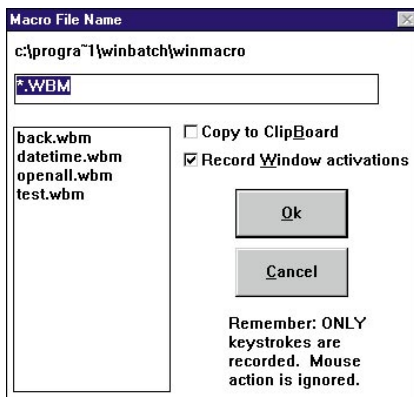 Macro File Name
c:\progra~1\winbatch\winmacro
*.WBM
back.wbm
datetime.wbm
openall.wbm
test.wbm
Copy to ClipBoard
Record Window activations
Ok
Cancel
Remember: ONLY
keystrokes are
recorded. Mouse
action is ignored.